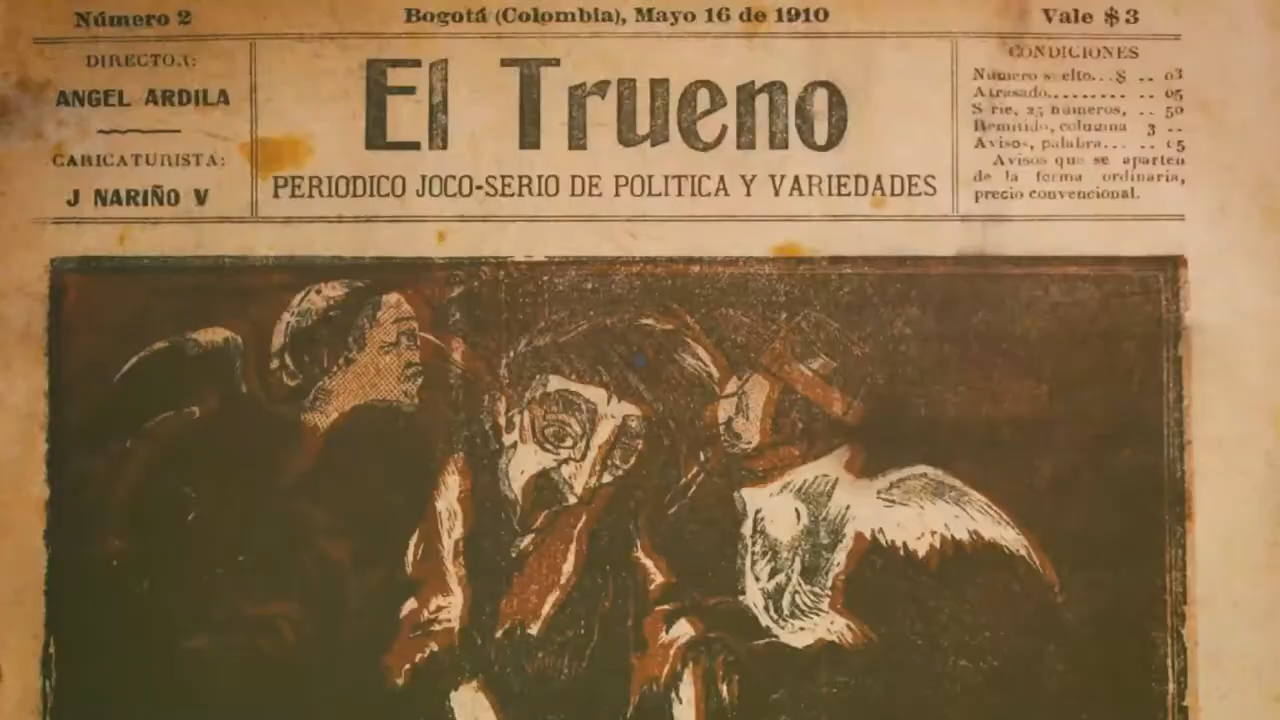 Número 2
Bogotá (Colombia), Mayo 16 de 1910
Vale $ 3
DIRECTOR:
ANGEL ARDILA
CARICATURISTA:
J NARIÑO V
El Trueno
PERIODICO JOCO-SERIO DE POLITICA Y VARIEDADES
CONDICIONES
Número s elto...$ .. 03
Atrasado........ .. 05
S rie, 25 números, .. 50
Remitido, columna 3 ..
Avisos, palabra... .. 05
Avisos que se aparten
de la forma ordinaria,
precio convencional.